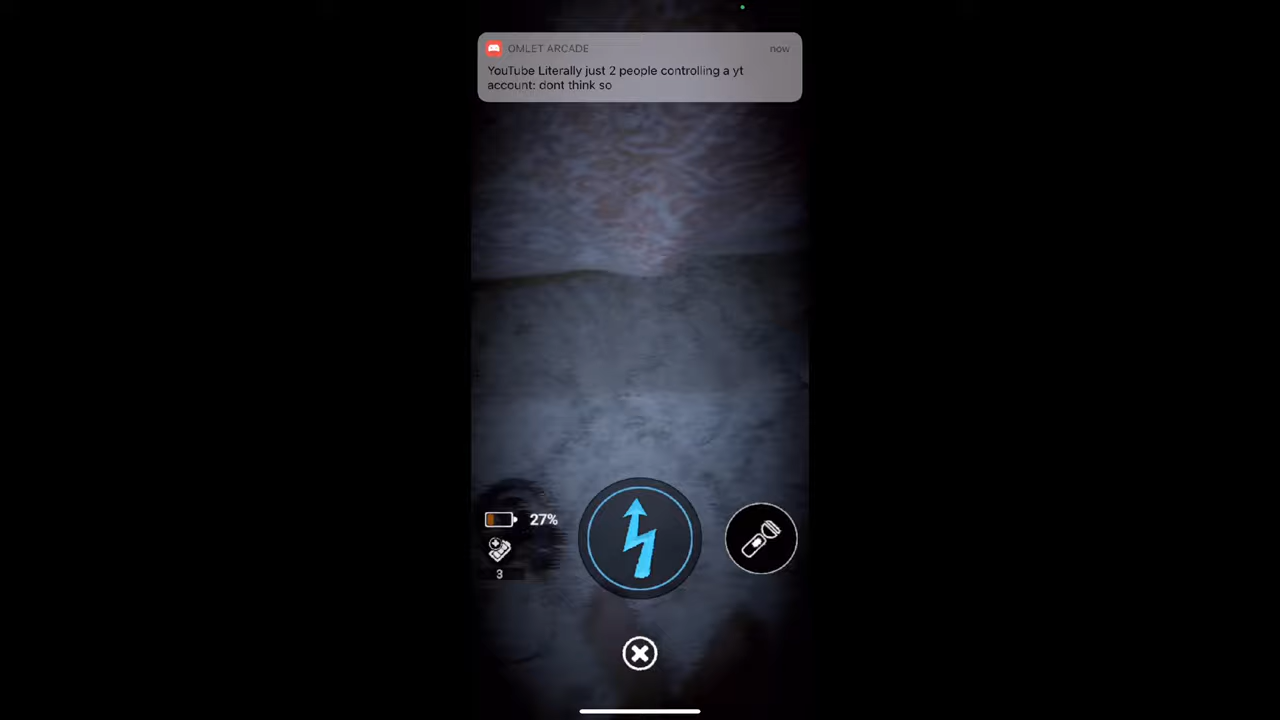 OMLET ARCADE
now
YouTube Literally just 2 people controlling a yt
account: dont think so
27%
3